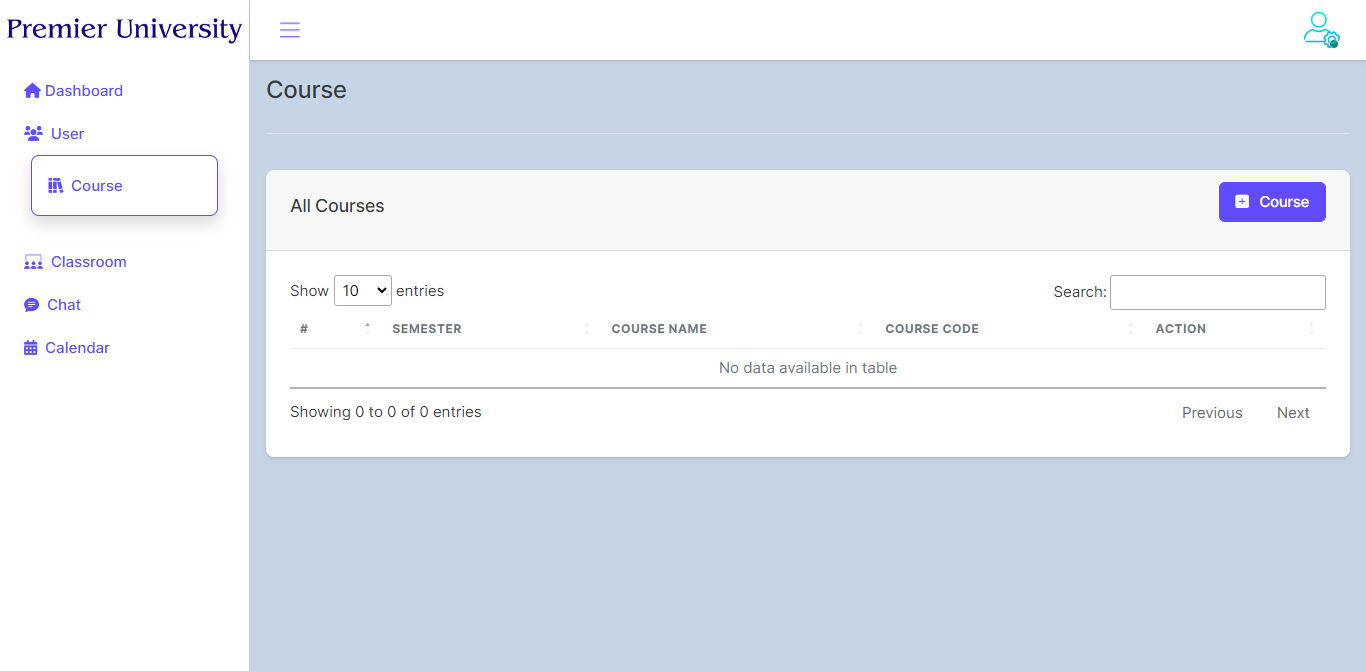 Premier University
Dashboard
User
Course
Classroom
Chat
Calendar
Course
All Courses
Course
Show 10 entries
Search:
# SEMESTER COURSE NAME COURSE CODE ACTION
No data available in table
Showing 0 to 0 of 0 entries
Previous Next